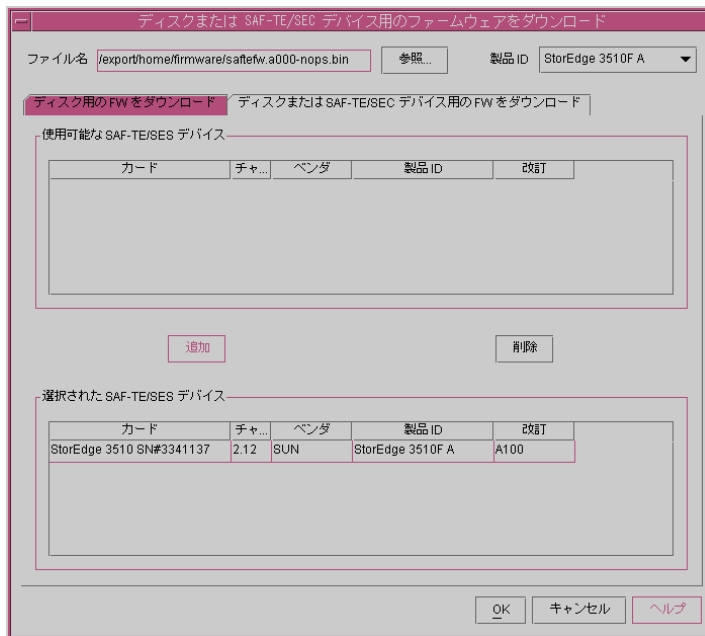 ディスクまたは SAF-TE/SEC デバイス用のファームウェアをダウンロード
ファイル名 /export/home/firmware/saftefw.a000-nops.bin 参照... 製品 ID StorEdge 3510F A
ディスク用の FW をダウンロード ディスクまたは SAF-TE/SEC デバイス用の FW をダウンロード
使用可能な SAF-TE/SES デバイス
カード チャ... ベンダ 製品 ID 改訂
追加 削除
選択された SAF-TE/SES デバイス
カード チャ... ベンダ 製品 ID 改訂
StorEdge 3510 SN#3341137 2.12 SUN StorEdge 3510F A A100
OK キャンセル ヘルプ